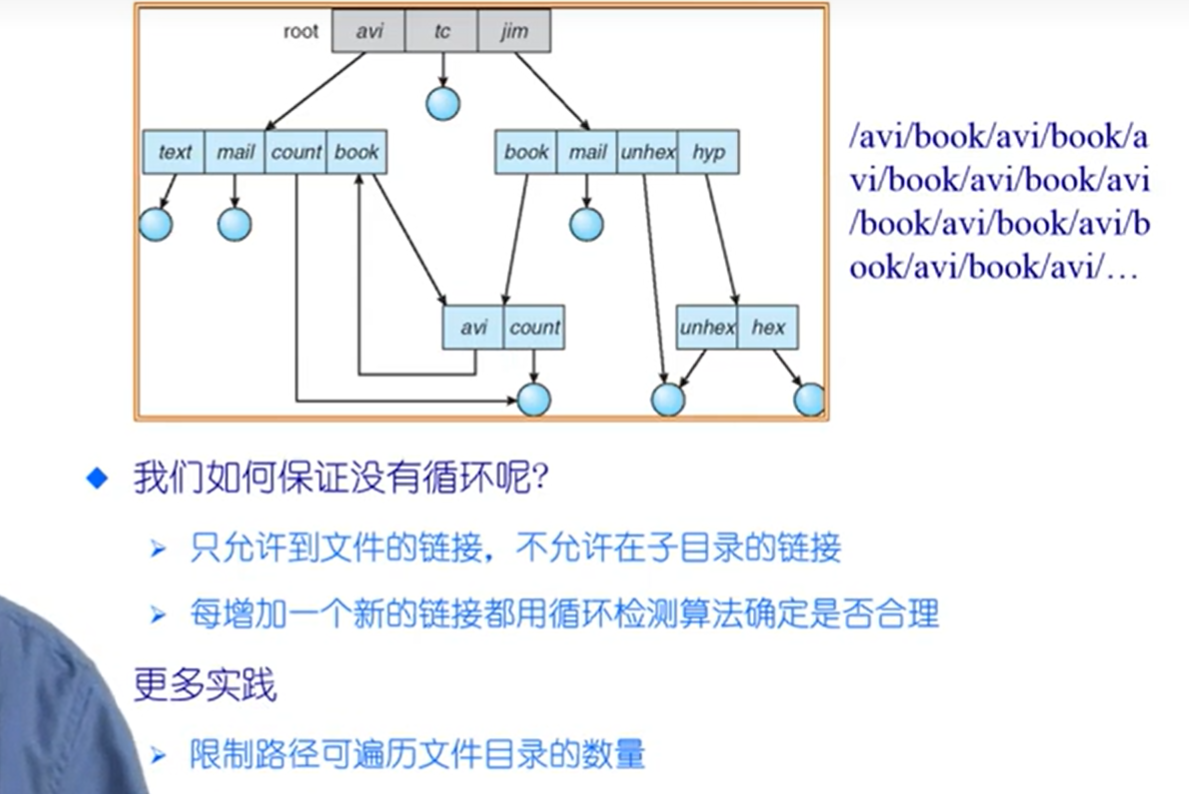 root avi tc jim
text mail count book
book mail unhex hyp
avi count
unhex hex
/avi/book/avi/book/a
vi/book/avi/book/avi
/book/avi/book/avi/b
ook/avi/book/avi/…
我们如何保证没有循环呢?
只允许到文件的链接，不允许在子目录的链接
每增加一个新的链接都用循环检测算法确定是否合理
更多实践
限制路径可遍历文件目录的数量